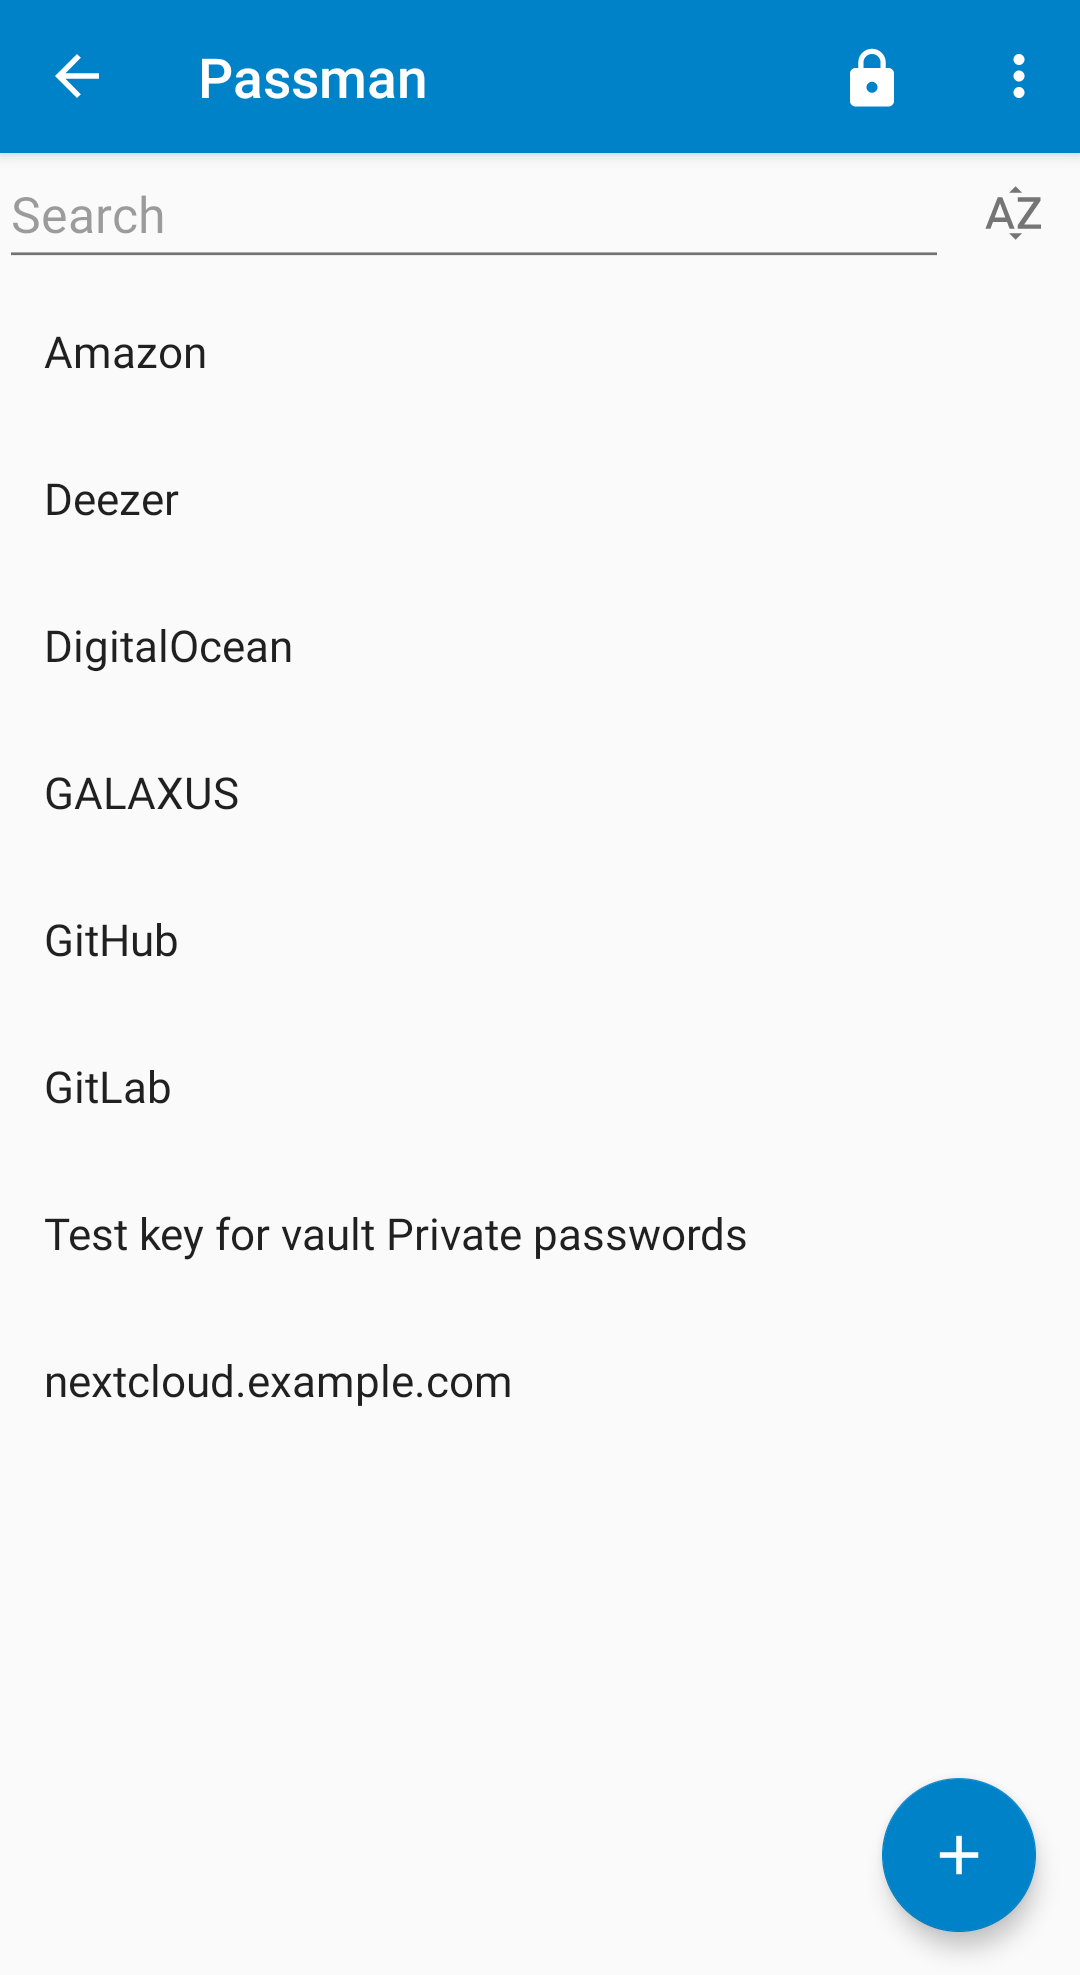 Passman
Search
AZ
Amazon
Deezer
DigitalOcean
GALAXUS
GitHub
GitLab
Test key for vault Private passwords
nextcloud.example.com